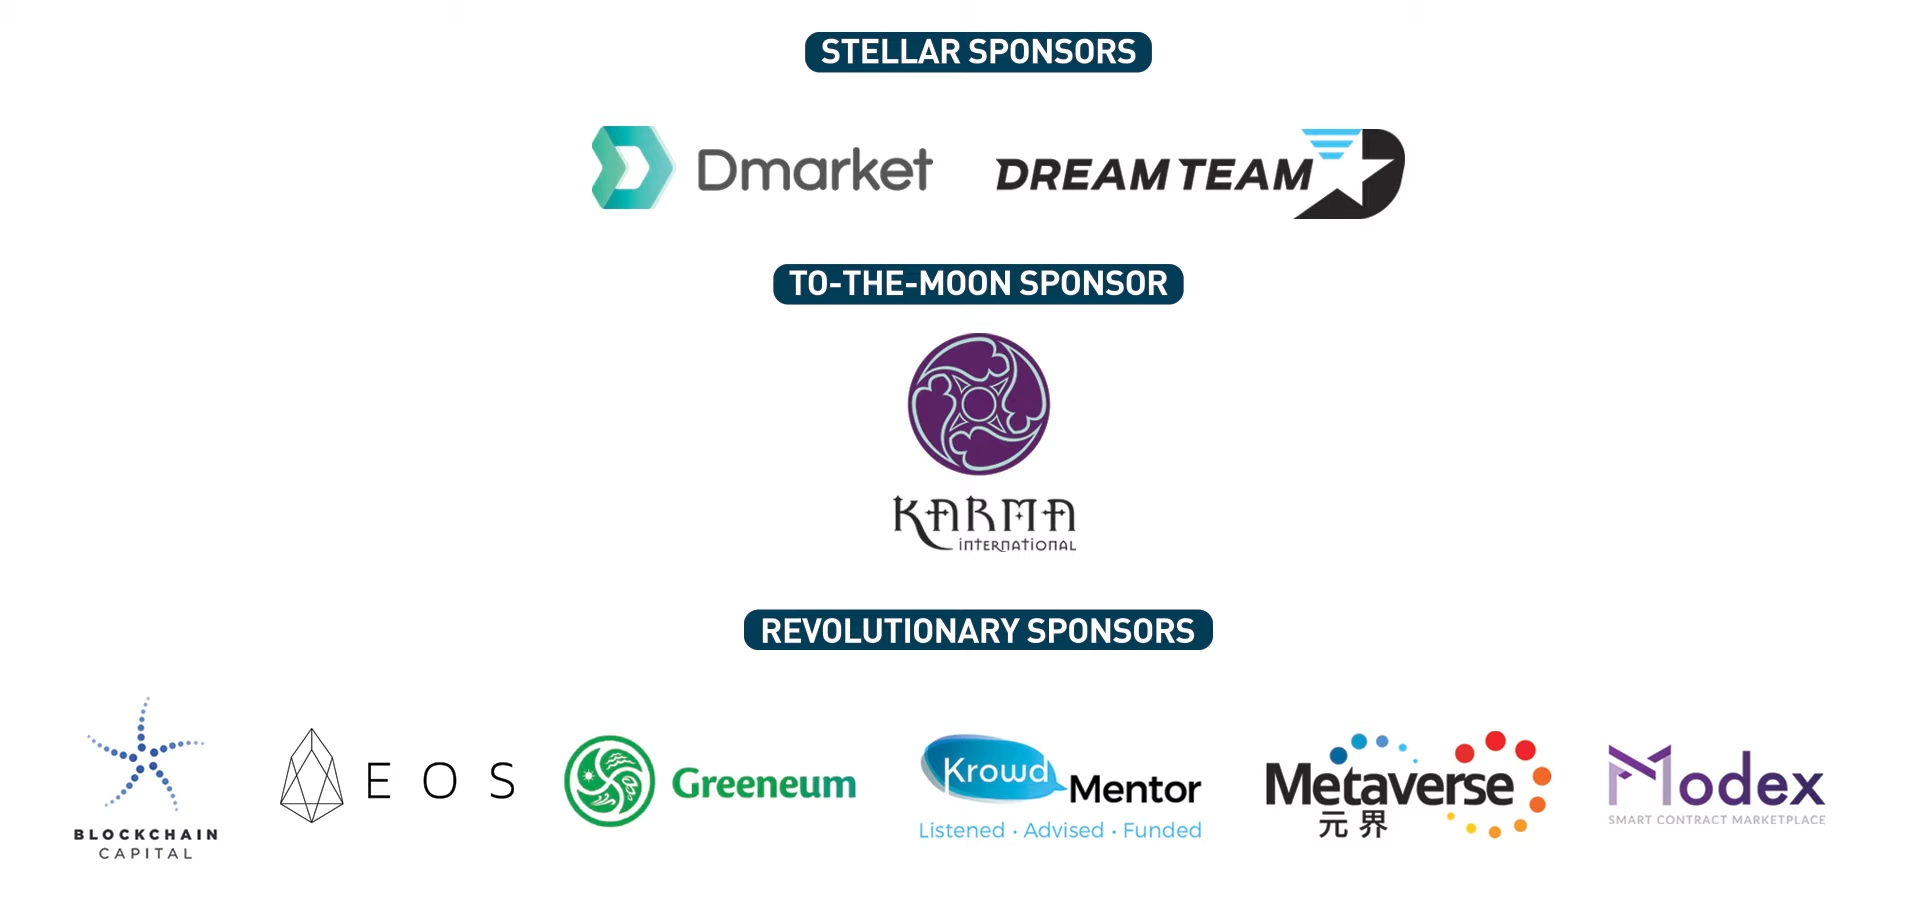 STELLAR SPONSORS
Dmarket
DREAM TEAM
TO-THE-MOON SPONSOR
KARMA
INTERNATIONAL
REVOLUTIONARY SPONSORS
BLOCKCHAIN
CAPITAL
EOS
Greeneum
Krowd
Mentor
Listened · Advised · Funded
Metaverse
元界
Modex
SMART CONTRACT MARKETPLACE